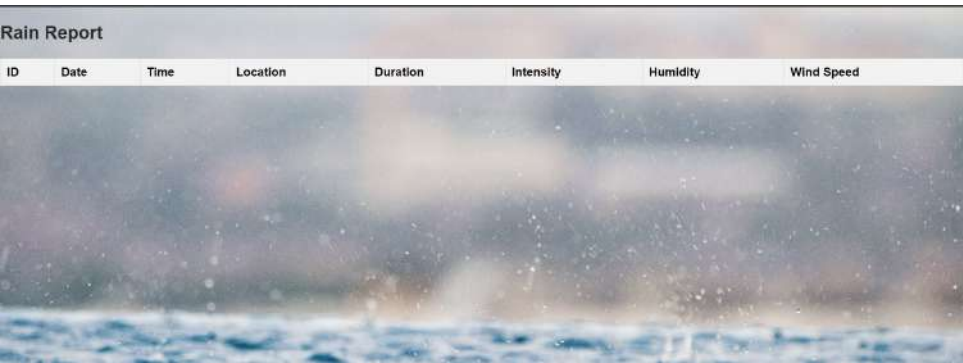 Rain Report
ID Date Time Location Duration Intensity Humidity Wind Speed